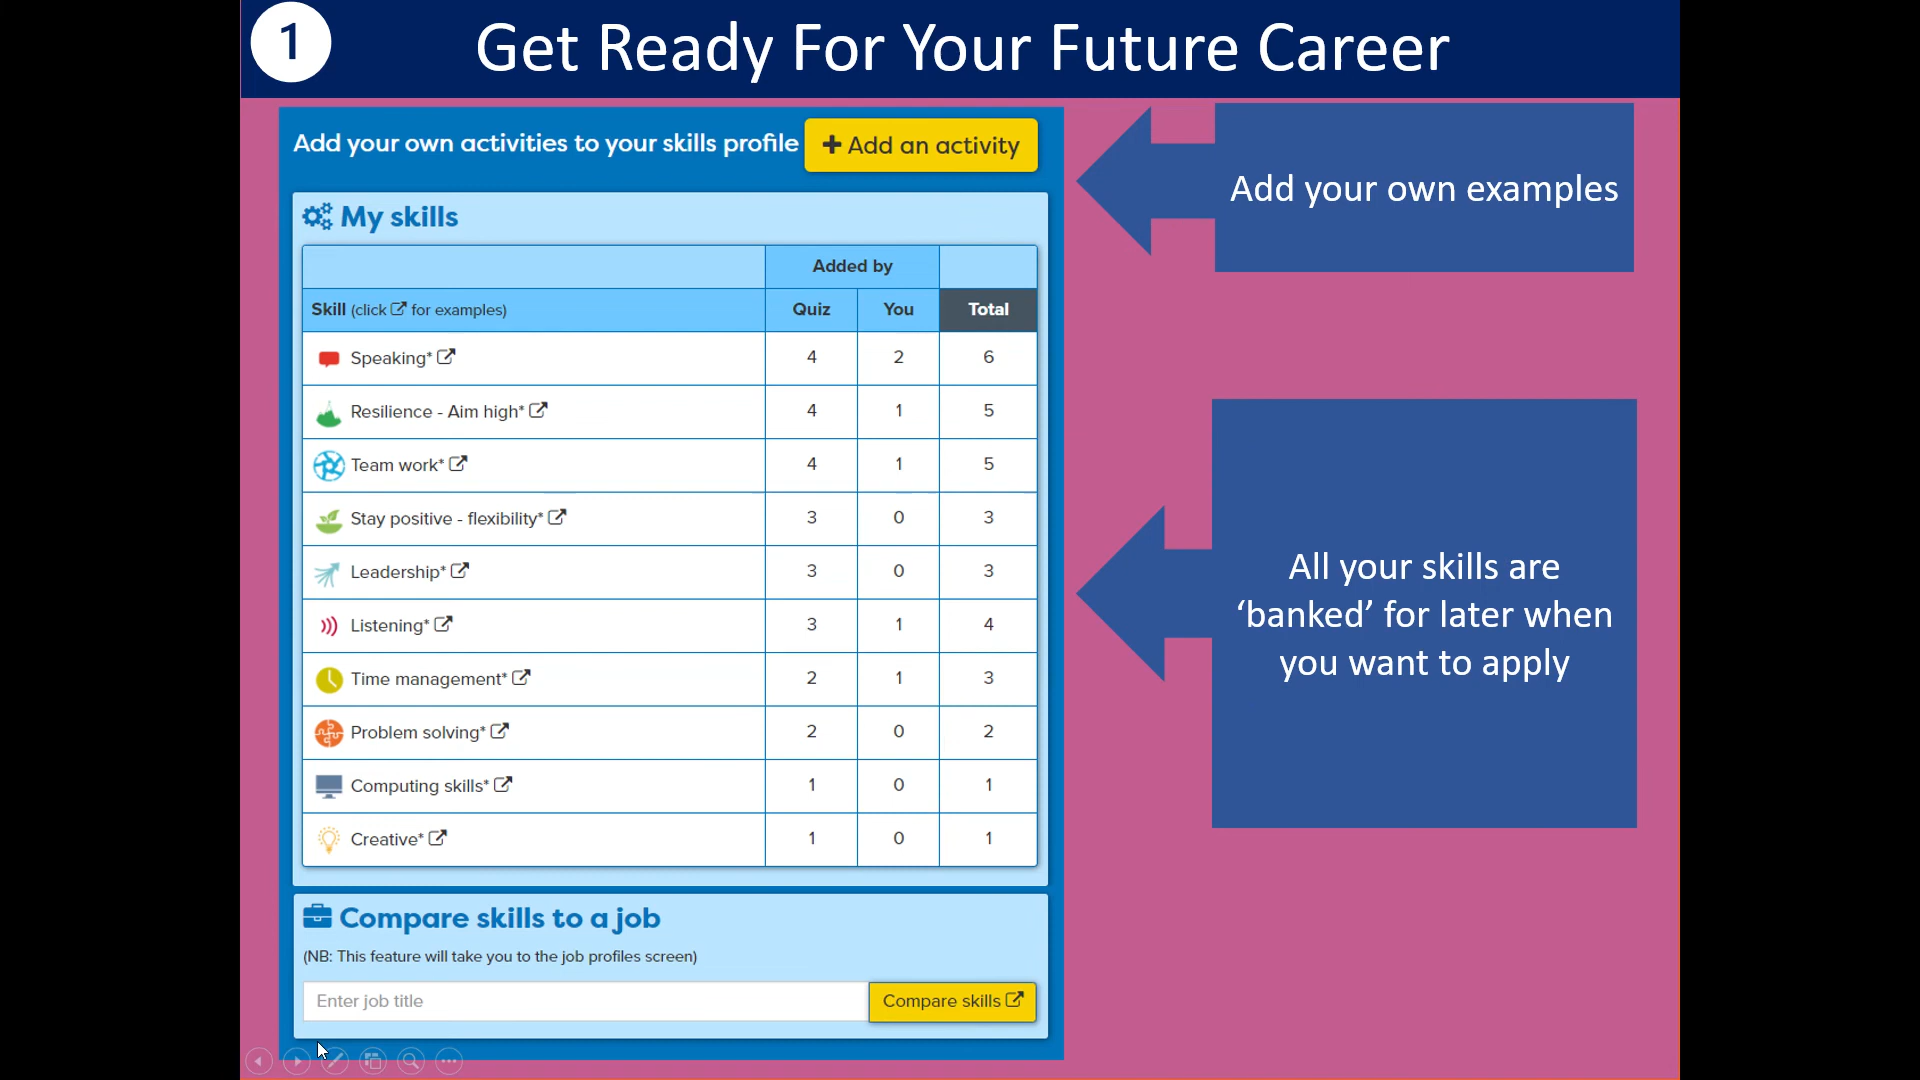 1
Get Ready For Your Future Career
Add your own activities to your skills profile
+ Add an activity
Add your own examples
My skills
Added by
Skill (click for examples) Quiz You Total
Speaking* 4 2 6
Resilience - Aim high* 4 1 5
Team work* 4 1 5
Stay positive - flexibility* 3 0 3
Leadership* 3 0 3
Listening* 3 1 4
Time management* 2 1 3
Problem solving* 2 0 2
Computing skills* 1 0 1
Creative* 1 0 1
All your skills are
‘banked’ for later when
you want to apply
Compare skills to a job
(NB: This feature will take you to the job profiles screen)
Enter job title
Compare skills